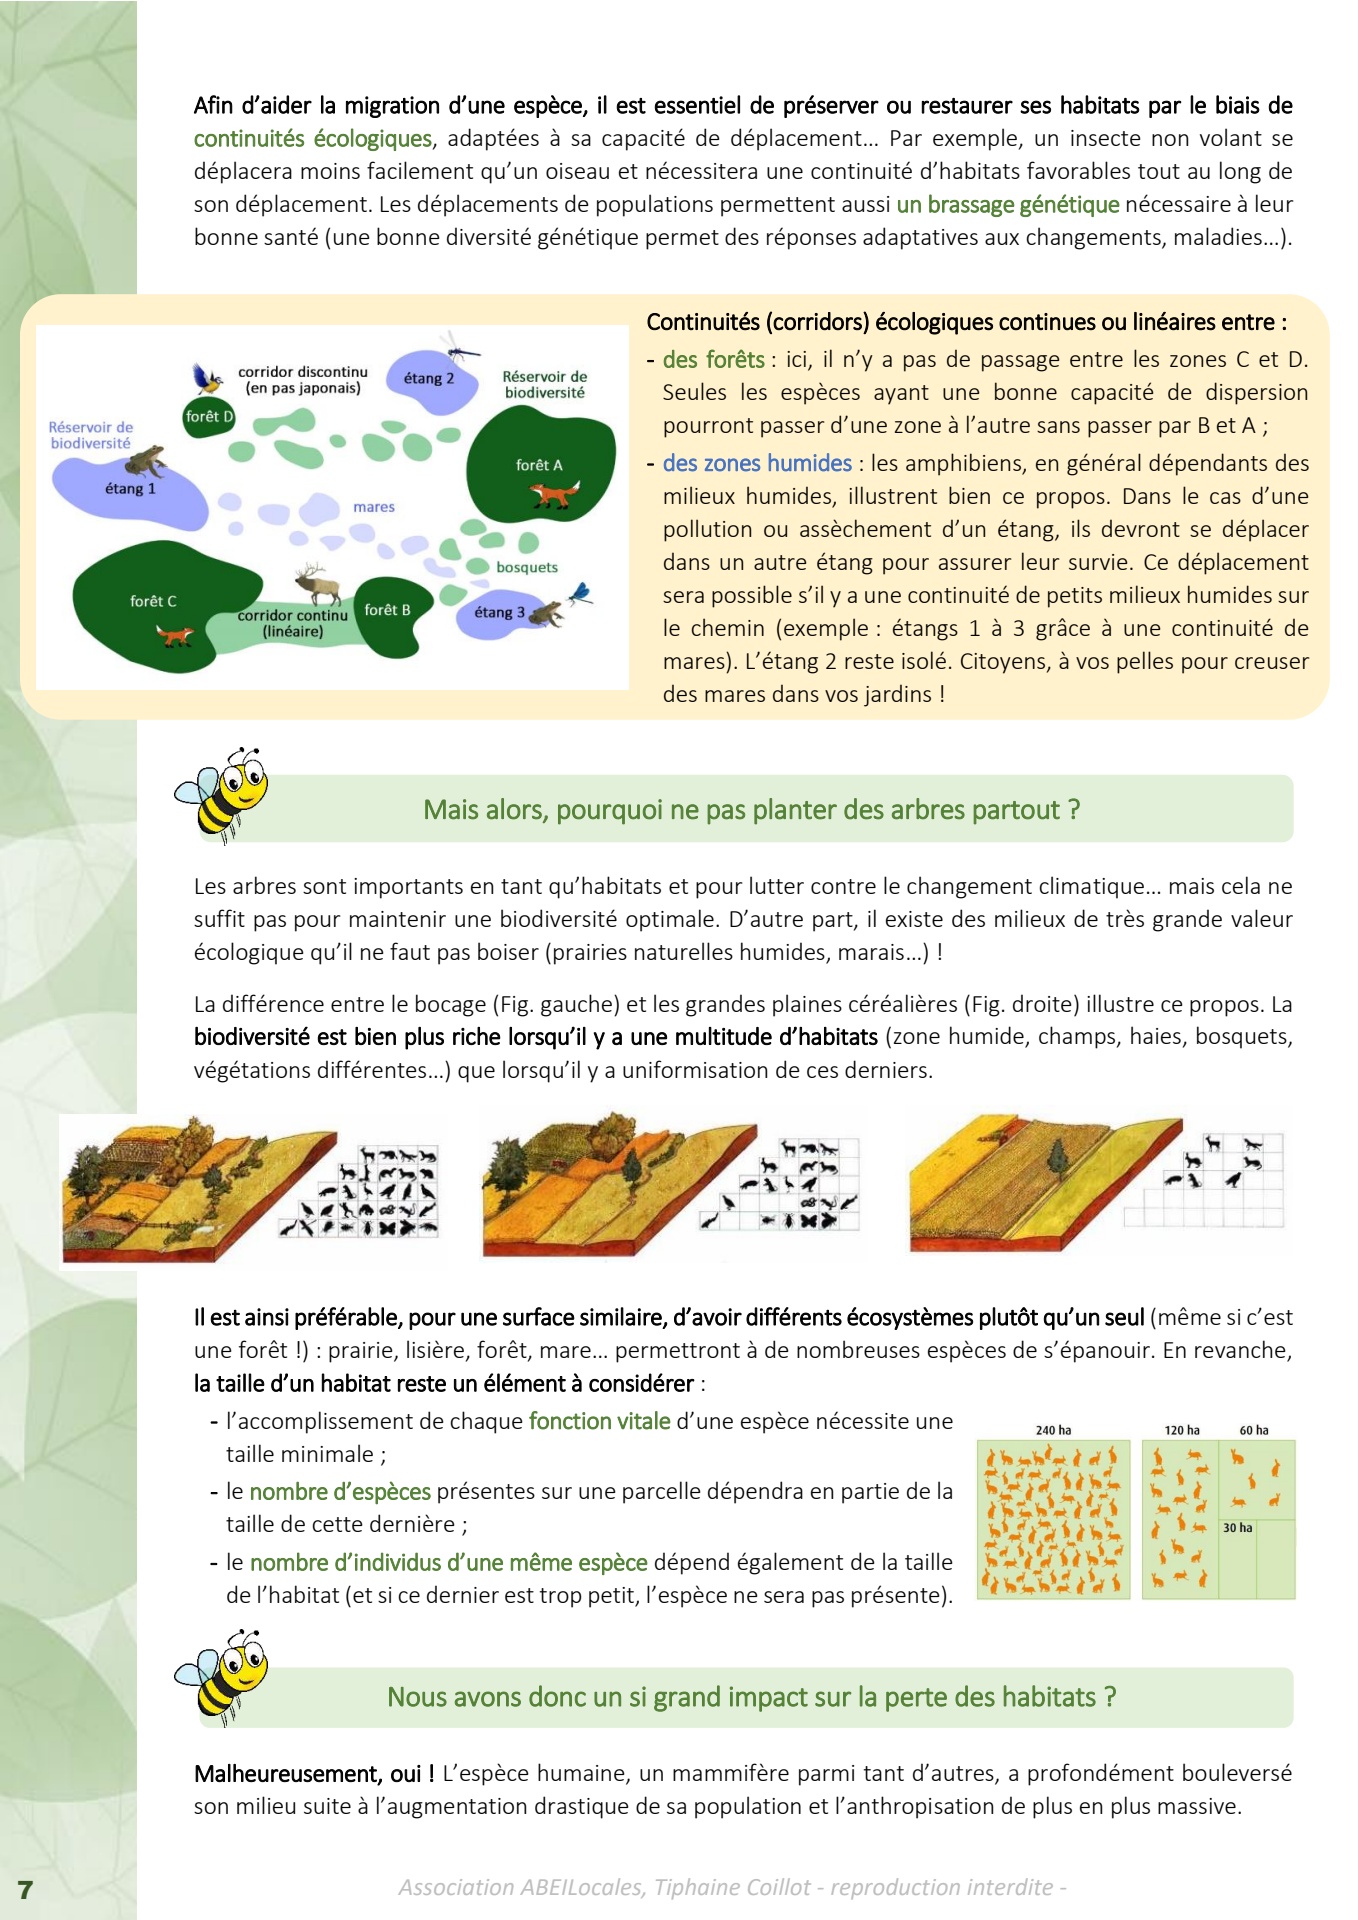 Afin d’aider la migration d’une espèce, il est essentiel de préserver ou restaurer ses habitats par le biais de
continuités écologiques, adaptées à sa capacité de déplacement... Par exemple, un insecte non volant se
déplacera moins facilement qu’un oiseau et nécessitera une continuité d’habitats favorables tout au long de
son déplacement. Les déplacements de populations permettent aussi un brassage génétique nécessaire à leur
bonne santé (une bonne diversité génétique permet des réponses adaptatives aux changements, maladies...).
corridor discontinu
(en pas japonais)
étang 2
Réservoir de
biodiversité
forêt D
Réservoir de
biodiversité
forêt A
étang 1
mares
bosquets
forêt C
forêt B
corridor continu
(linéaire)
étang 3
Continuités (corridors) écologiques continues ou linéaires entre :
- des forêts : ici, il n’y a pas de passage entre les zones C et D.
Seules les espèces ayant une bonne capacité de dispersion
pourront passer d’une zone à l’autre sans passer par B et A ;
- des zones humides : les amphibiens, en général dépendants des
milieux humides, illustrent bien ce propos. Dans le cas d’une
pollution ou assèchement d’un étang, ils devront se déplacer
dans un autre étang pour assurer leur survie. Ce déplacement
sera possible s’il y a une continuité de petits milieux humides sur
le chemin (exemple : étangs 1 à 3 grâce à une continuité de
mares). L’étang 2 reste isolé. Citoyens, à vos pelles pour creuser
des mares dans vos jardins !
Mais alors, pourquoi ne pas planter des arbres partout ?
Les arbres sont importants en tant qu’habitats et pour lutter contre le changement climatique... mais cela ne
suffit pas pour maintenir une biodiversité optimale. D’autre part, il existe des milieux de très grande valeur
écologique qu’il ne faut pas boiser (prairies naturelles humides, marais...) !
La différence entre le bocage (Fig. gauche) et les grandes plaines céréalières (Fig. droite) illustre ce propos. La
biodiversité est bien plus riche lorsqu’il y a une multitude d’habitats (zone humide, champs, haies, bosquets,
végétations différentes...) que lorsqu’il y a uniformisation de ces derniers.
Il est ainsi préférable, pour une surface similaire, d’avoir différents écosystèmes plutôt qu’un seul (même si c’est
une forêt !) : prairie, lisière, forêt, mare... permettront à de nombreuses espèces de s’épanouir. En revanche,
la taille d’un habitat reste un élément à considérer :
- l’accomplissement de chaque fonction vitale d’une espèce nécessite une
taille minimale ;
- le nombre d’espèces présentes sur une parcelle dépendra en partie de la
taille de cette dernière ;
- le nombre d’individus d’une même espèce dépend également de la taille
de l’habitat (et si ce dernier est trop petit, l’espèce ne sera pas présente).
240 ha
120 ha
60 ha
30 ha
Nous avons donc un si grand impact sur la perte des habitats ?
Malheureusement, oui ! L’espèce humaine, un mammifère parmi tant d’autres, a profondément bouleversé
son milieu suite à l’augmentation drastique de sa population et l’anthropisation de plus en plus massive.
7
Association ABEILocales, Tiphaine Coillot - reproduction interdite -